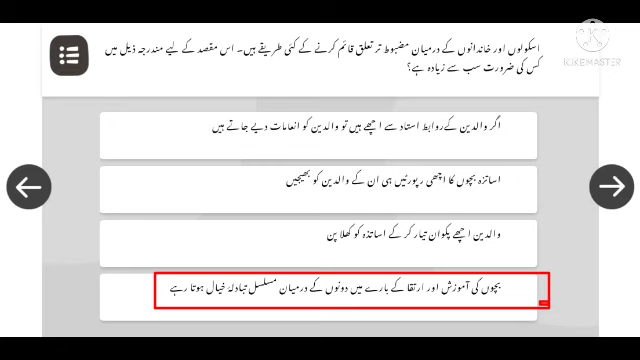 اسکولوں اور خاندانوں کے درمیان مضبوط تر تعلق قائم کرنے کے کئی طریقے ہیں۔ اس مقصد کے لیے مندرجہ ذیل میں
کس کی ضرورت سب سے زیادہ ہے؟
KINEMASTER
اگر والدین کے روابط استاد سے اچھے ہیں تو والدین کو انعامات دیے جاتے ہیں
اساتزہ بچوں کا اچھی رپورٹیں ہی ان کے والدین کو بھیجیں
والدین اچھے پکوان تیار کر کے اساتذہ کو کھلا پن
بچوں کی آموزش اور ارتقا کے بارے میں دونوں کے درمیان مسلسل تبادلۂ خیال ہوتا رہے